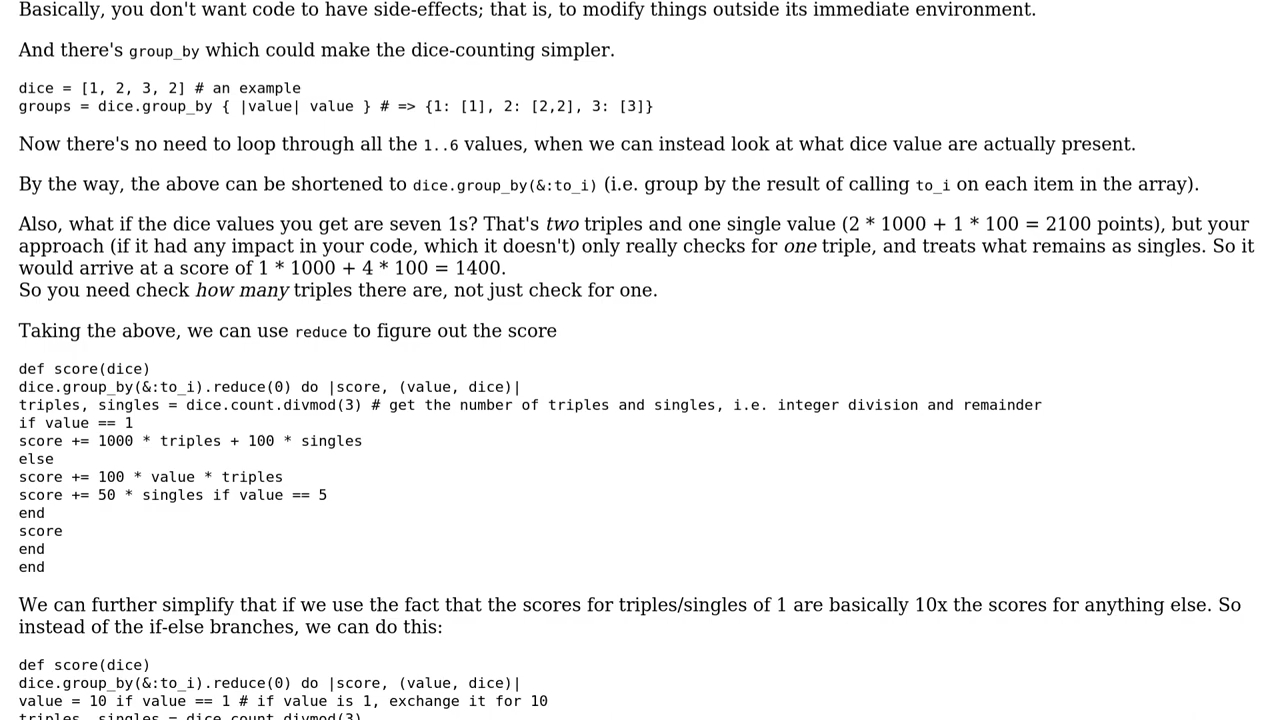 Basically, you don't want code to have side-effects; that is, to modify things outside its immediate environment.
And there's group_by which could make the dice-counting simpler.
dice = [1, 2, 3, 2] # an example
groups = dice.group_by { |value| value } # => {1: [1], 2: [2,2], 3: [3]}
Now there's no need to loop through all the 1..6 values, when we can instead look at what dice value are actually present.
By the way, the above can be shortened to dice.group_by(&:to_i) (i.e. group by the result of calling to_i on each item in the array).
Also, what if the dice values you get are seven 1s? That's two triples and one single value (2 * 1000 + 1 * 100 = 2100 points), but your
approach (if it had any impact in your code, which it doesn't) only really checks for one triple, and treats what remains as singles. So it
would arrive at a score of 1 * 1000 + 4 * 100 = 1400.
So you need check how many triples there are, not just check for one.
Taking the above, we can use reduce to figure out the score
def score(dice)
dice.group_by(&:to_i).reduce(0) do |score, (value, dice)|
triples, singles = dice.count.divmod(3) # get the number of triples and singles, i.e. integer division and remainder
if value == 1
score += 1000 * triples + 100 * singles
else
score += 100 * value * triples
score += 50 * singles if value == 5
end
score
end
end
We can further simplify that if we use the fact that the scores for triples/singles of 1 are basically 10x the scores for anything else. So
instead of the if-else branches, we can do this:
def score(dice)
dice.group_by(&:to_i).reduce(0) do |score, (value, dice)|
value = 10 if value == 1 # if value is 1, exchange it for 10
triples, singles = dice.count.divmod(3)